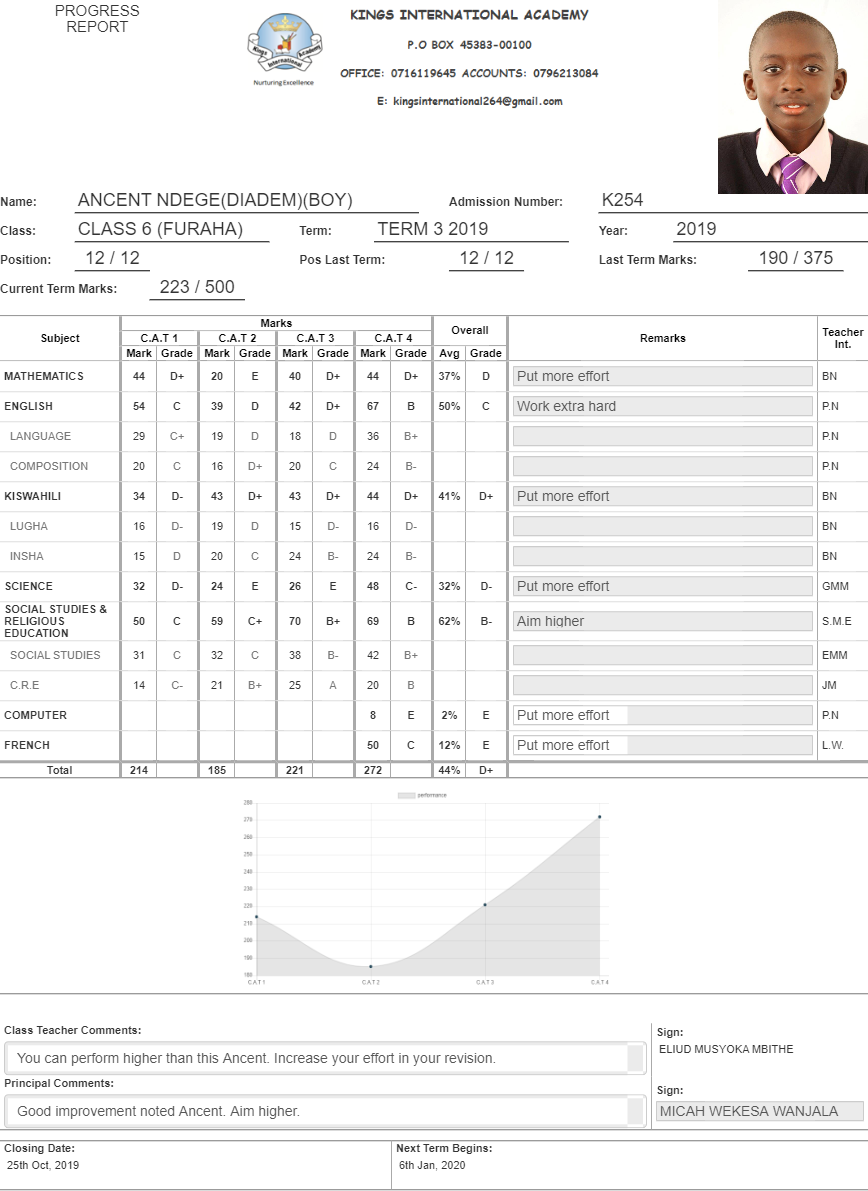 PROGRESS
REPORT
KINGS INTERNATIONAL ACADEMY
P.O BOX 45383-00100
OFFICE: 0716119645 ACCOUNTS: 0796213084
E: kingsinternational264@gmail.com
Kings Academy
International
Nurturing Excellence
Name: ANCENT NDEGE(DIADEM)(BOY) Admission Number: K254
Class: CLASS 6 (FURAHA) Term: TERM 3 2019 Year: 2019
Position: 12 / 12 Pos Last Term: 12 / 12 Last Term Marks: 190 / 375
Current Term Marks: 223 / 500
Subject Marks Overall Remarks Teacher Int.
C.A.T 1 C.A.T 2 C.A.T 3 C.A.T 4
Mark Grade Mark Grade Mark Grade Mark Grade Avg Grade
MATHEMATICS 44 D+ 20 E 40 D+ 44 D+ 37% D Put more effort BN
ENGLISH 54 C 39 D 42 D+ 67 B 50% C Work extra hard P.N
LANGUAGE 29 C+ 19 D 18 D 36 B+ P.N
COMPOSITION 20 C 16 D+ 20 C 24 B- P.N
KISWAHILI 34 D- 43 D+ 43 D+ 44 D+ 41% D+ Put more effort BN
LUGHA 16 D- 19 D 15 D- 16 D- BN
INSHA 15 D 20 C 24 B- 24 B- BN
SCIENCE 32 D- 24 E 26 E 48 C- 32% D- Put more effort GMM
SOCIAL STUDIES &
RELIGIOUS
EDUCATION 50 C 59 C+ 70 B+ 69 B 62% B- Aim higher S.M.E
SOCIAL STUDIES 31 C 32 C 38 B- 42 B+ EMM
C.R.E 14 C- 21 B+ 25 A 20 B JM
COMPUTER 8 E 2% E Put more effort P.N
FRENCH 50 C 12% E Put more effort L.W.
Total 214 185 221 272 44% D+
performance
280
270
260
250
240
230
220
210
200
190
180
C.A.T 1 C.A.T 2 C.A.T 3 C.A.T 4
Class Teacher Comments: Sign:
You can perform higher than this Ancent. Increase your effort in your revision. ELIUD MUSYOKA MBITHE
Principal Comments: Sign:
Good improvement noted Ancent. Aim higher. MICAH WEKESA WANJALA
Closing Date: Next Term Begins:
25th Oct, 2019 6th Jan, 2020